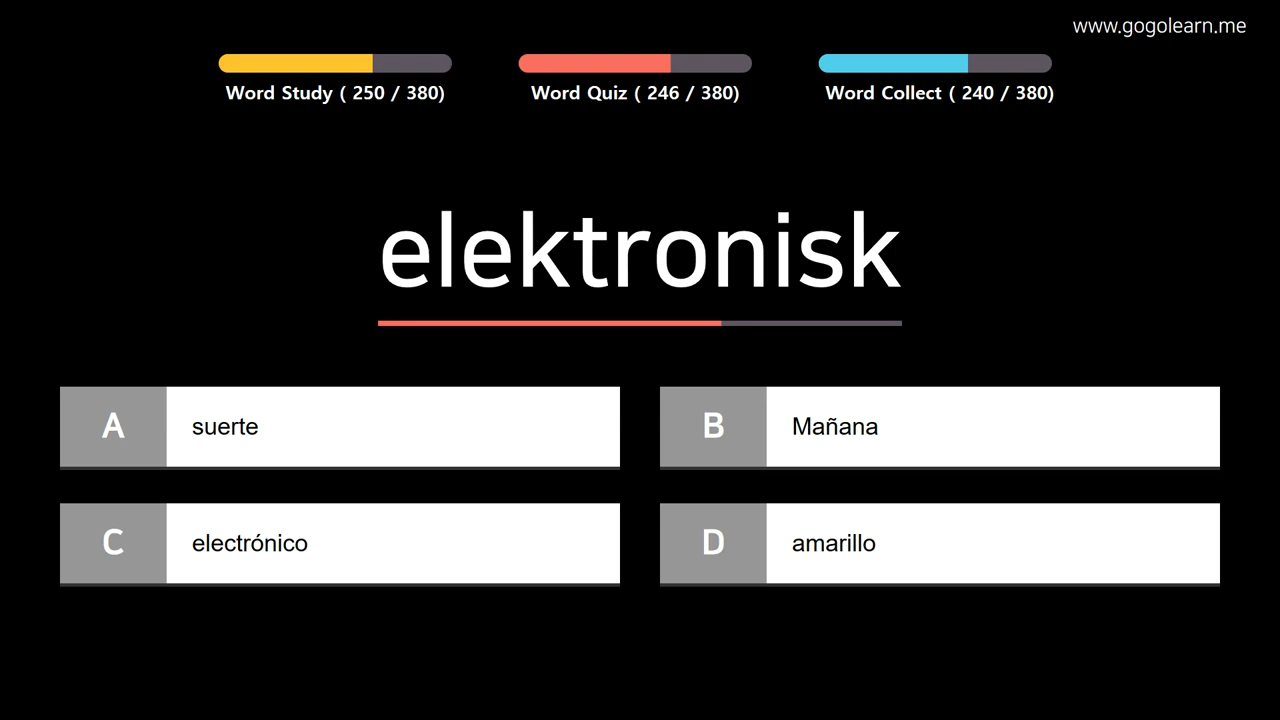 www.gogolearn.me
Word Study ( 250 / 380)
Word Quiz ( 246 / 380)
Word Collect ( 240 / 380)
elektronisk
A suerte
B Mañana
C electrónico
D amarillo